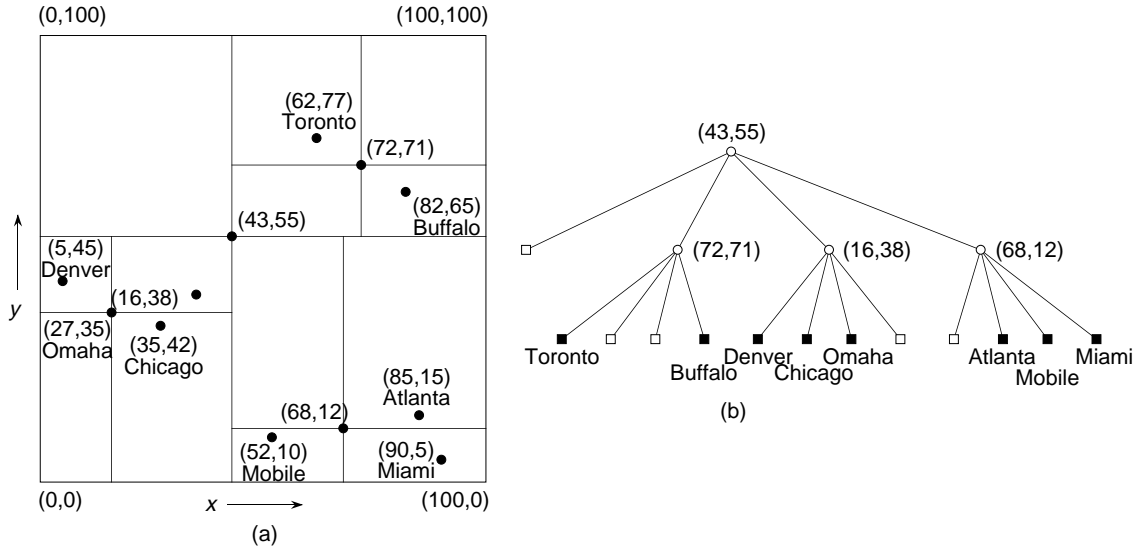 (0,100)
(100,100)
(62,77)
Toronto
(72,71)
(82,65)
Buffalo
(43,55)
(5,45)
Denver
(16,38)
(27,35)
Omaha
(35,42)
Chicago
(85,15)
Atlanta
(68,12)
(52,10)
Mobile
(90,5)
Miami
y
(0,0)
x
(100,0)
(a)
(43,55)
(72,71)
(16,38)
(68,12)
Toronto
Buffalo
Denver
Chicago
Omaha
Atlanta
Mobile
Miami
(b)